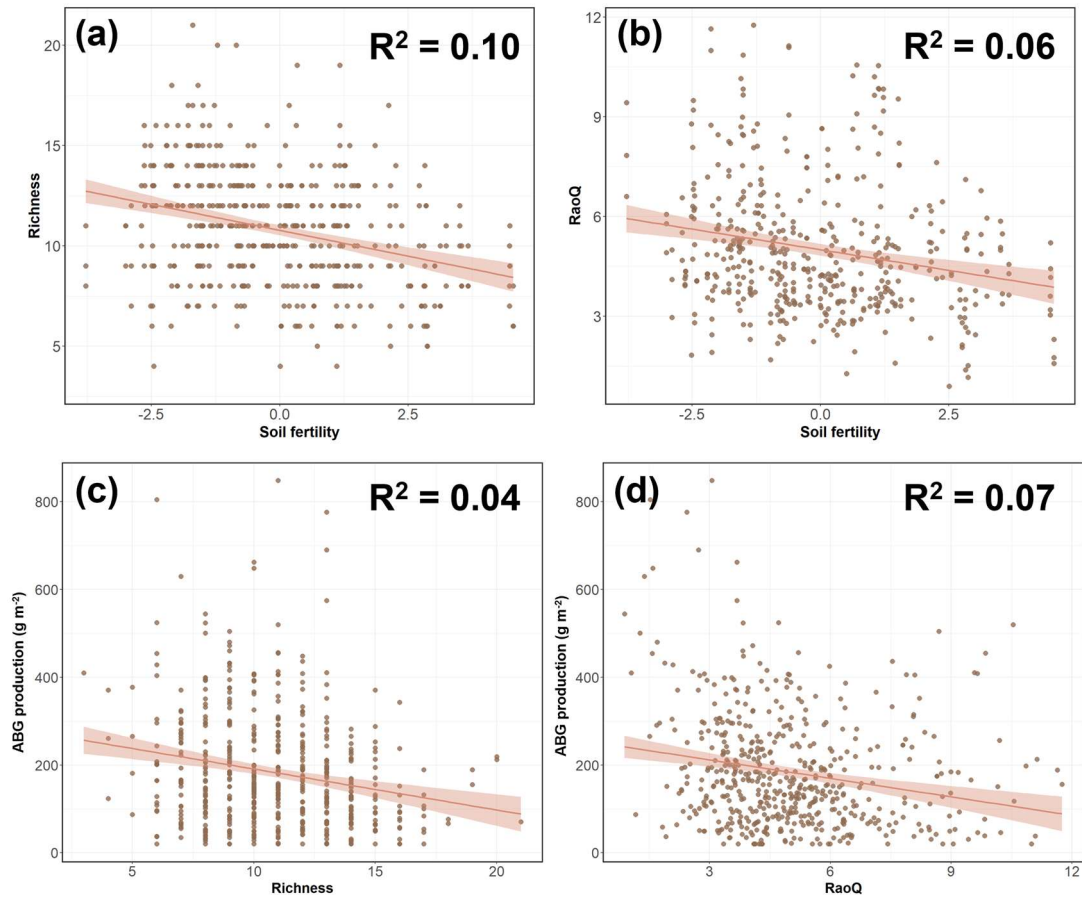 (a)
R² = 0.10
20
15
10
5
Richness
-2.5
0.0
2.5
Soil fertility
(b)
R² = 0.06
12
9
6
3
RaoQ
-2.5
0.0
2.5
Soil fertility
(c)
R² = 0.04
800
600
400
200
0
ABG production (g m⁻²)
5
10
15
20
Richness
(d)
R² = 0.07
800
600
400
200
0
ABG production (g m⁻²)
3
6
9
12
RaoQ